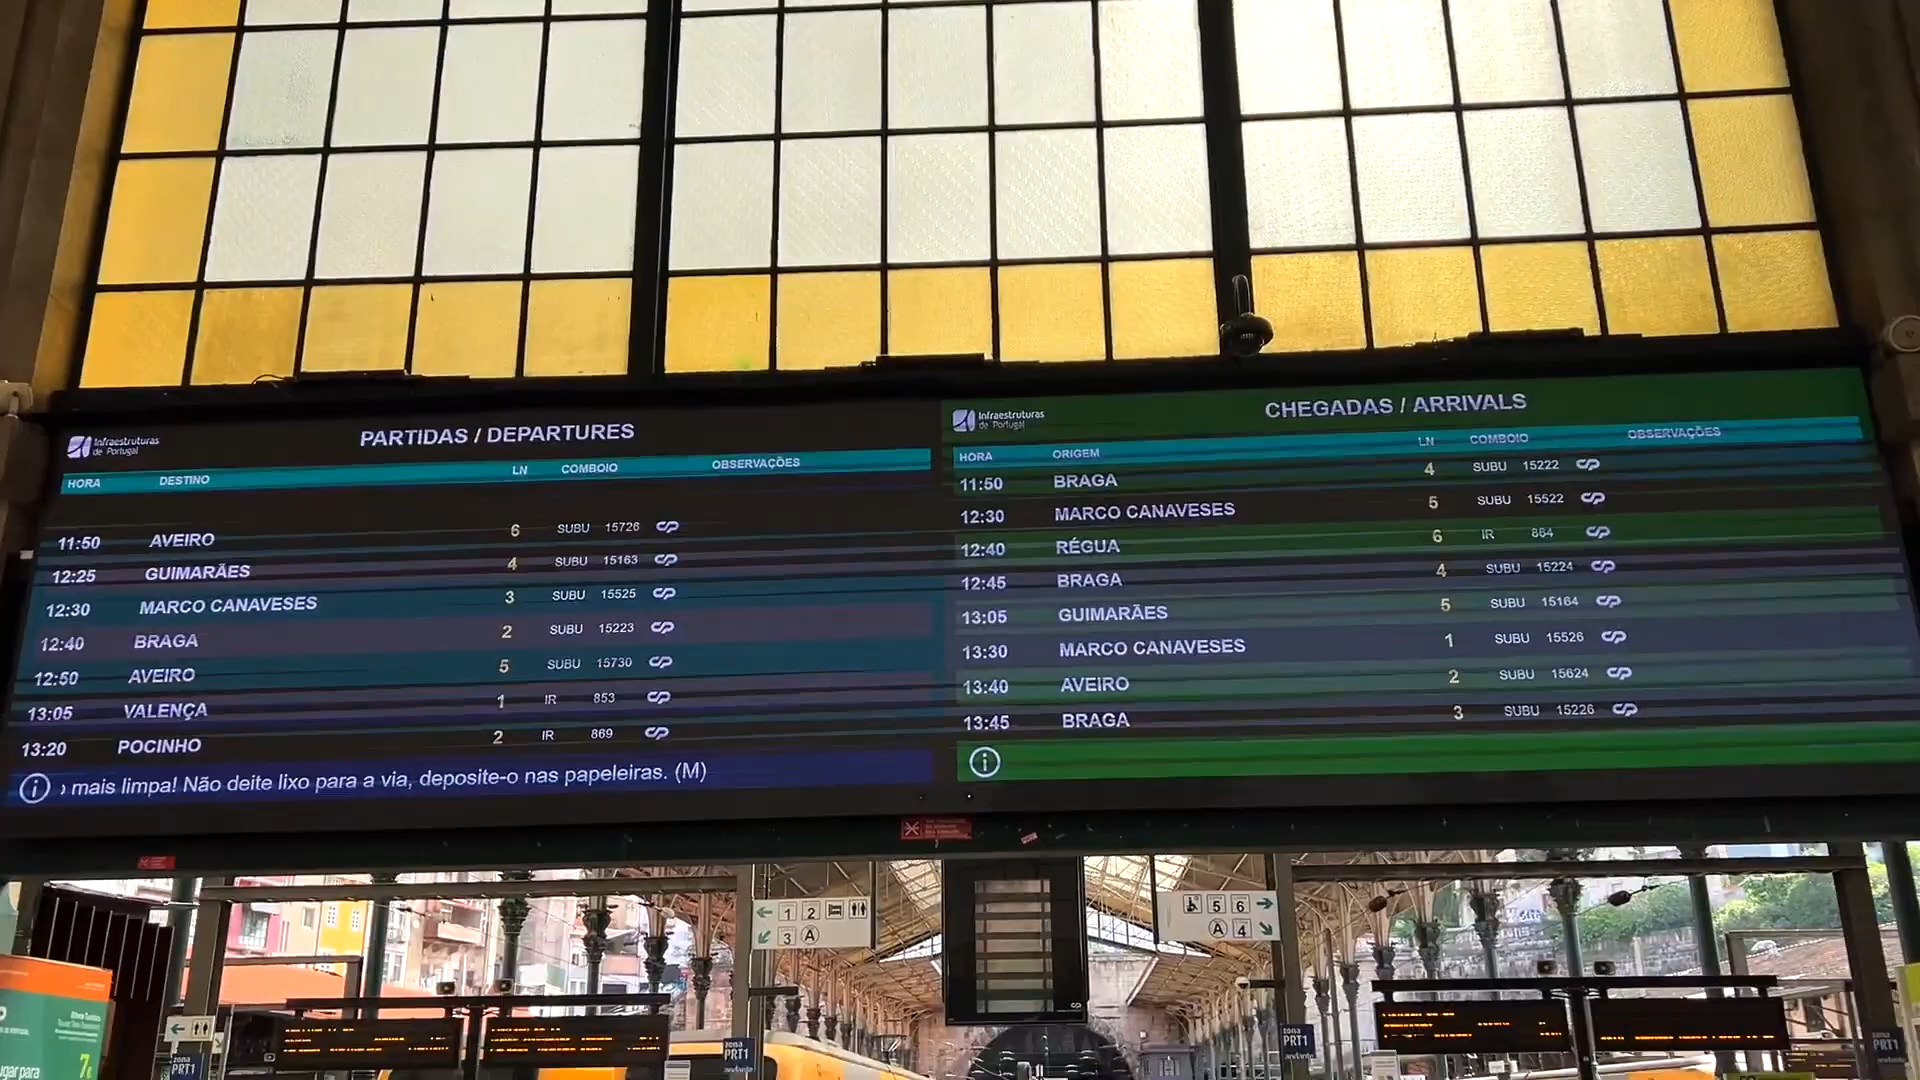 Infraestruturas
de Portugal
PARTIDAS / DEPARTURES
HORA DESTINO LN COMBOIO OBSERVAÇÕES
11:50 AVEIRO 6 SUBU 15726
12:25 GUIMARÃES 4 SUBU 15163
12:30 MARCO CANAVESES 3 SUBU 15525
12:40 BRAGA 2 SUBU 15223
12:50 AVEIRO 5 SUBU 15730
13:05 VALENÇA 1 IR 853
13:20 POCINHO 2 IR 869
mais limpa! Não deite lixo para a via, deposite-o nas papeleiras. (M)
Infraestruturas
de Portugal
CHEGADAS / ARRIVALS
HORA ORIGEM LN COMBOIO OBSERVAÇÕES
11:50 BRAGA 4 SUBU 15222
12:30 MARCO CANAVESES 5 SUBU 15522
12:40 RÉGUA 6 IR 864
12:45 BRAGA 4 SUBU 15224
13:05 GUIMARÃES 5 SUBU 15164
13:30 MARCO CANAVESES 1 SUBU 15526
13:40 AVEIRO 2 SUBU 15624
13:45 BRAGA 3 SUBU 15226
1 2
3 A
5 6
A 4
zona
PRT1
andante
zona
PRT1
andante
zona
PRT1
7€